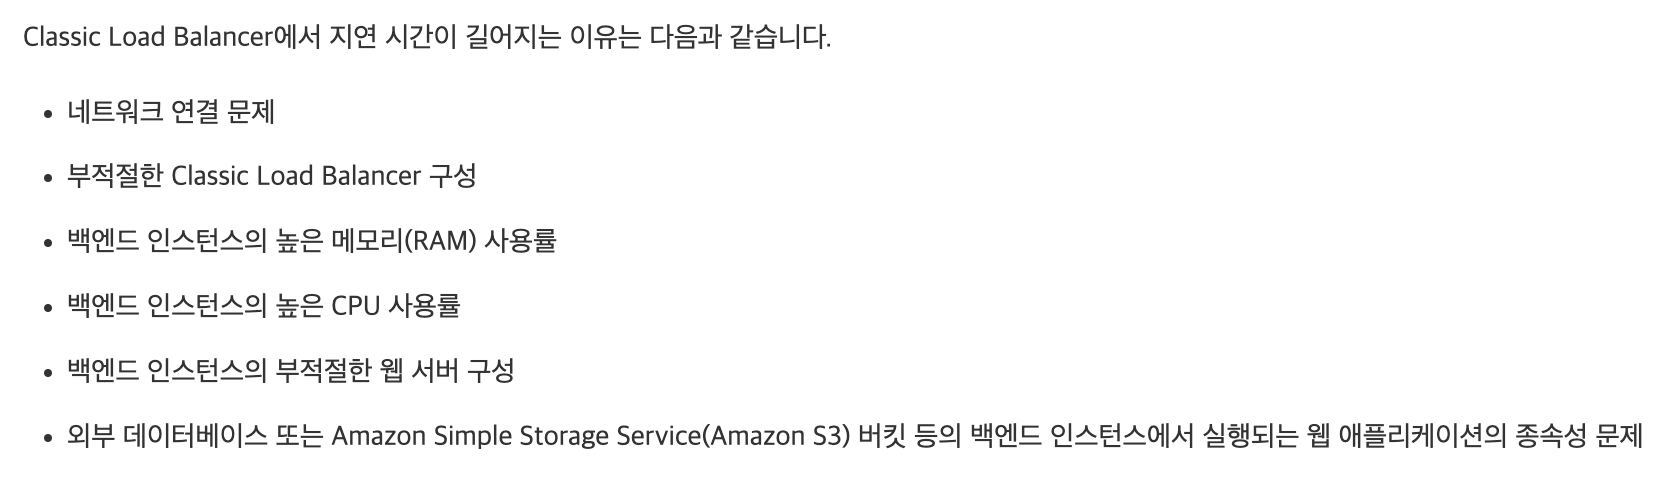 Classic Load Balancer에서 지연 시간이 길어지는 이유는 다음과 같습니다.
• 네트워크 연결 문제
• 부적절한 Classic Load Balancer 구성
• 백엔드 인스턴스의 높은 메모리(RAM) 사용률
• 백엔드 인스턴스의 높은 CPU 사용률
• 백엔드 인스턴스의 부적절한 웹 서버 구성
• 외부 데이터베이스 또는 Amazon Simple Storage Service(Amazon S3) 버킷 등의 백엔드 인스턴스에서 실행되는 웹 애플리케이션의 종속성 문제